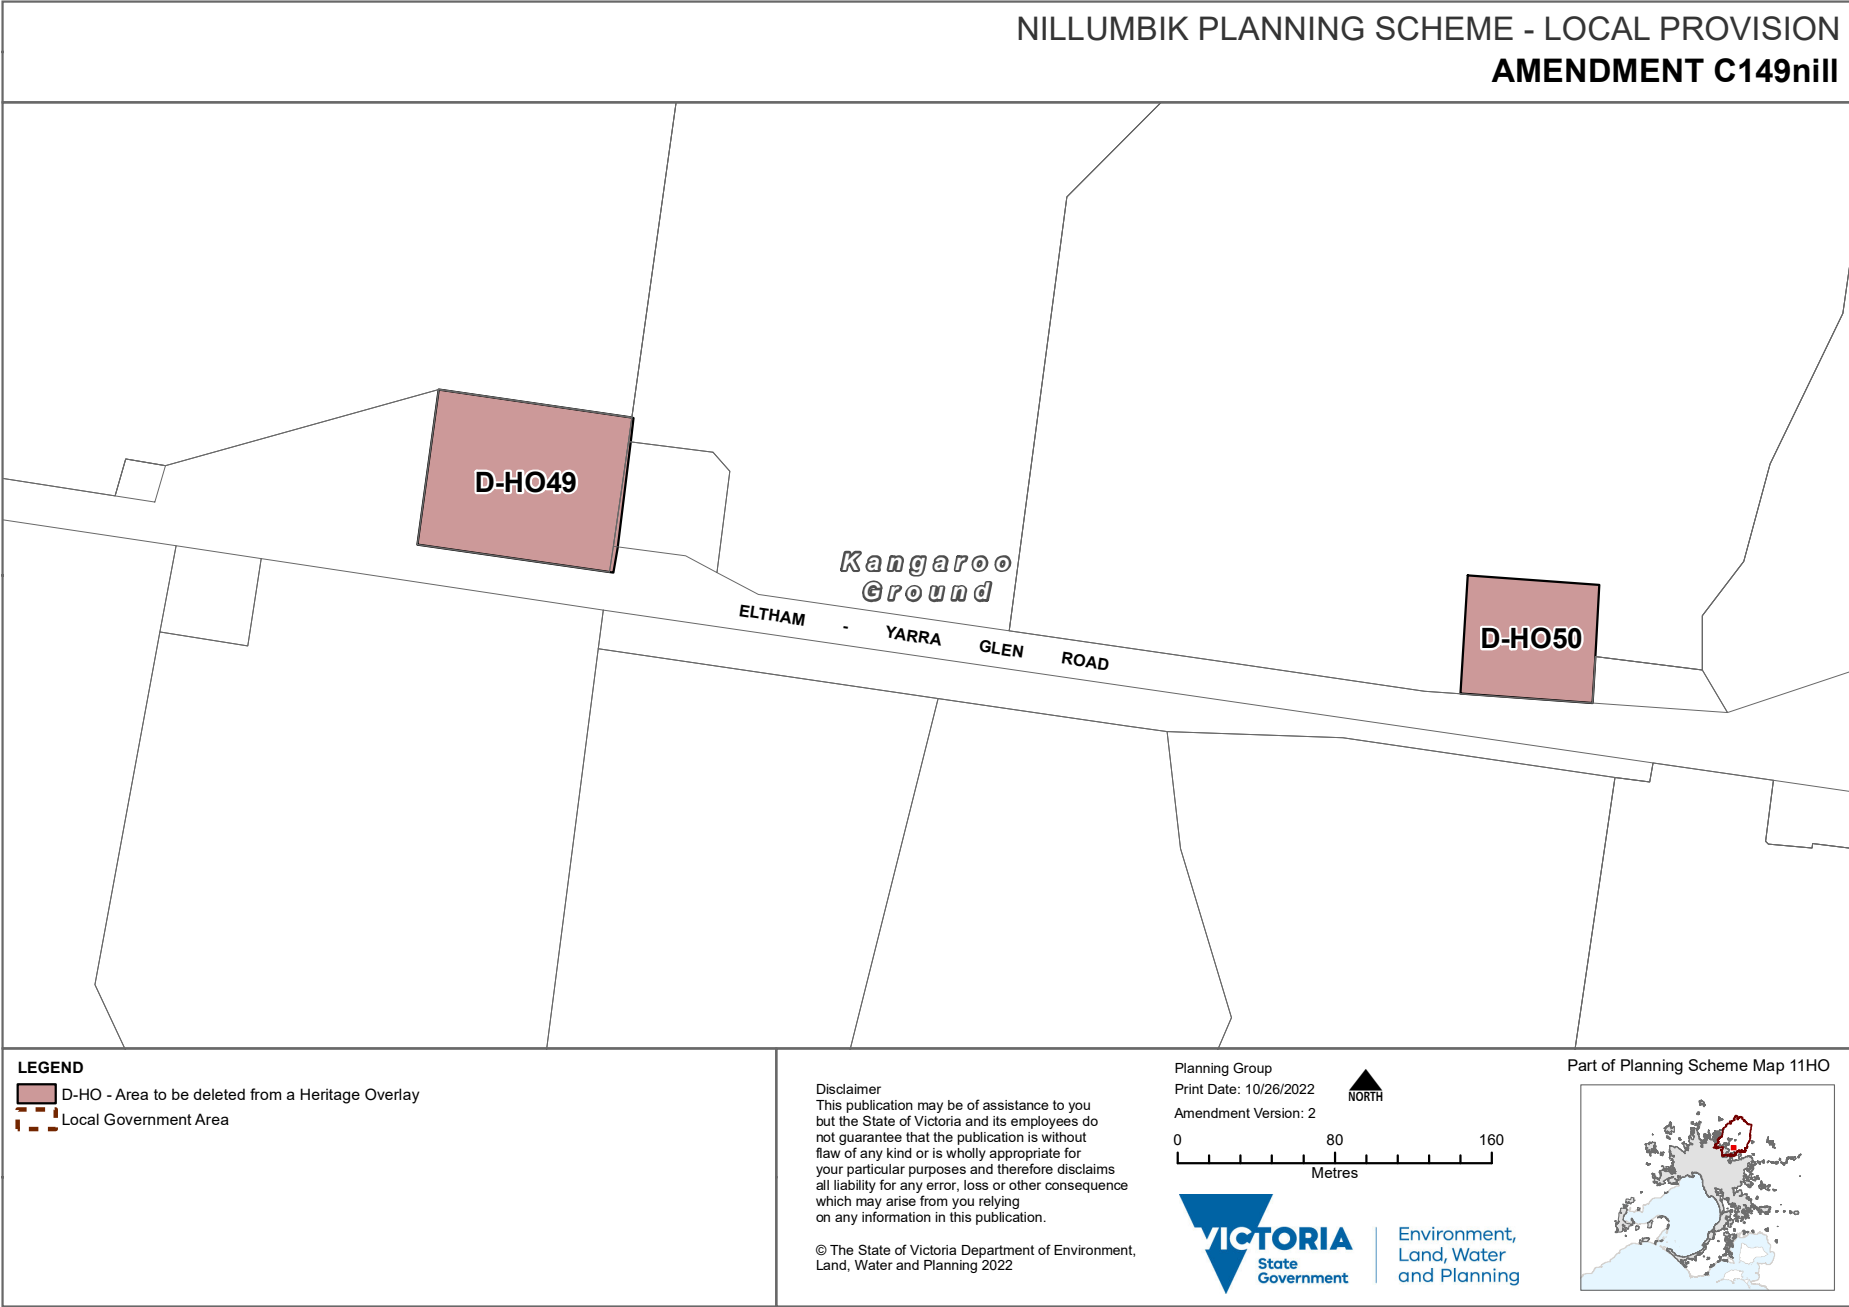 NILLUMBIK PLANNING SCHEME - LOCAL PROVISION
AMENDMENT C149nill
D-HO49
Kangaroo
Ground
ELTHAM - YARRA GLEN ROAD
D-HO50
LEGEND
D-HO - Area to be deleted from a Heritage Overlay
Local Government Area
Disclaimer
This publication may be of assistance to you
but the State of Victoria and its employees do
not guarantee that the publication is without
flaw of any kind or is wholly appropriate for
your particular purposes and therefore disclaims
all liability for any error, loss or other consequence
which may arise from you relying
on any information in this publication.
© The State of Victoria Department of Environment,
Land, Water and Planning 2022
Planning Group
Print Date: 10/26/2022
Amendment Version: 2
NORTH
0 80 160
Metres
VICTORIA
State
Government
Environment,
Land, Water
and Planning
Part of Planning Scheme Map 11HO